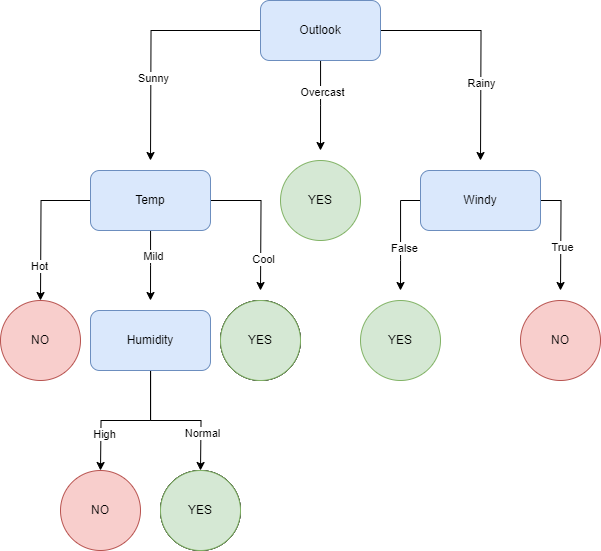 Outlook
Sunny
Overcast
Rainy
Temp
YES
Windy
Hot
Mild
Cool
False
True
NO
Humidity
YES
YES
NO
High
Normal
NO
YES